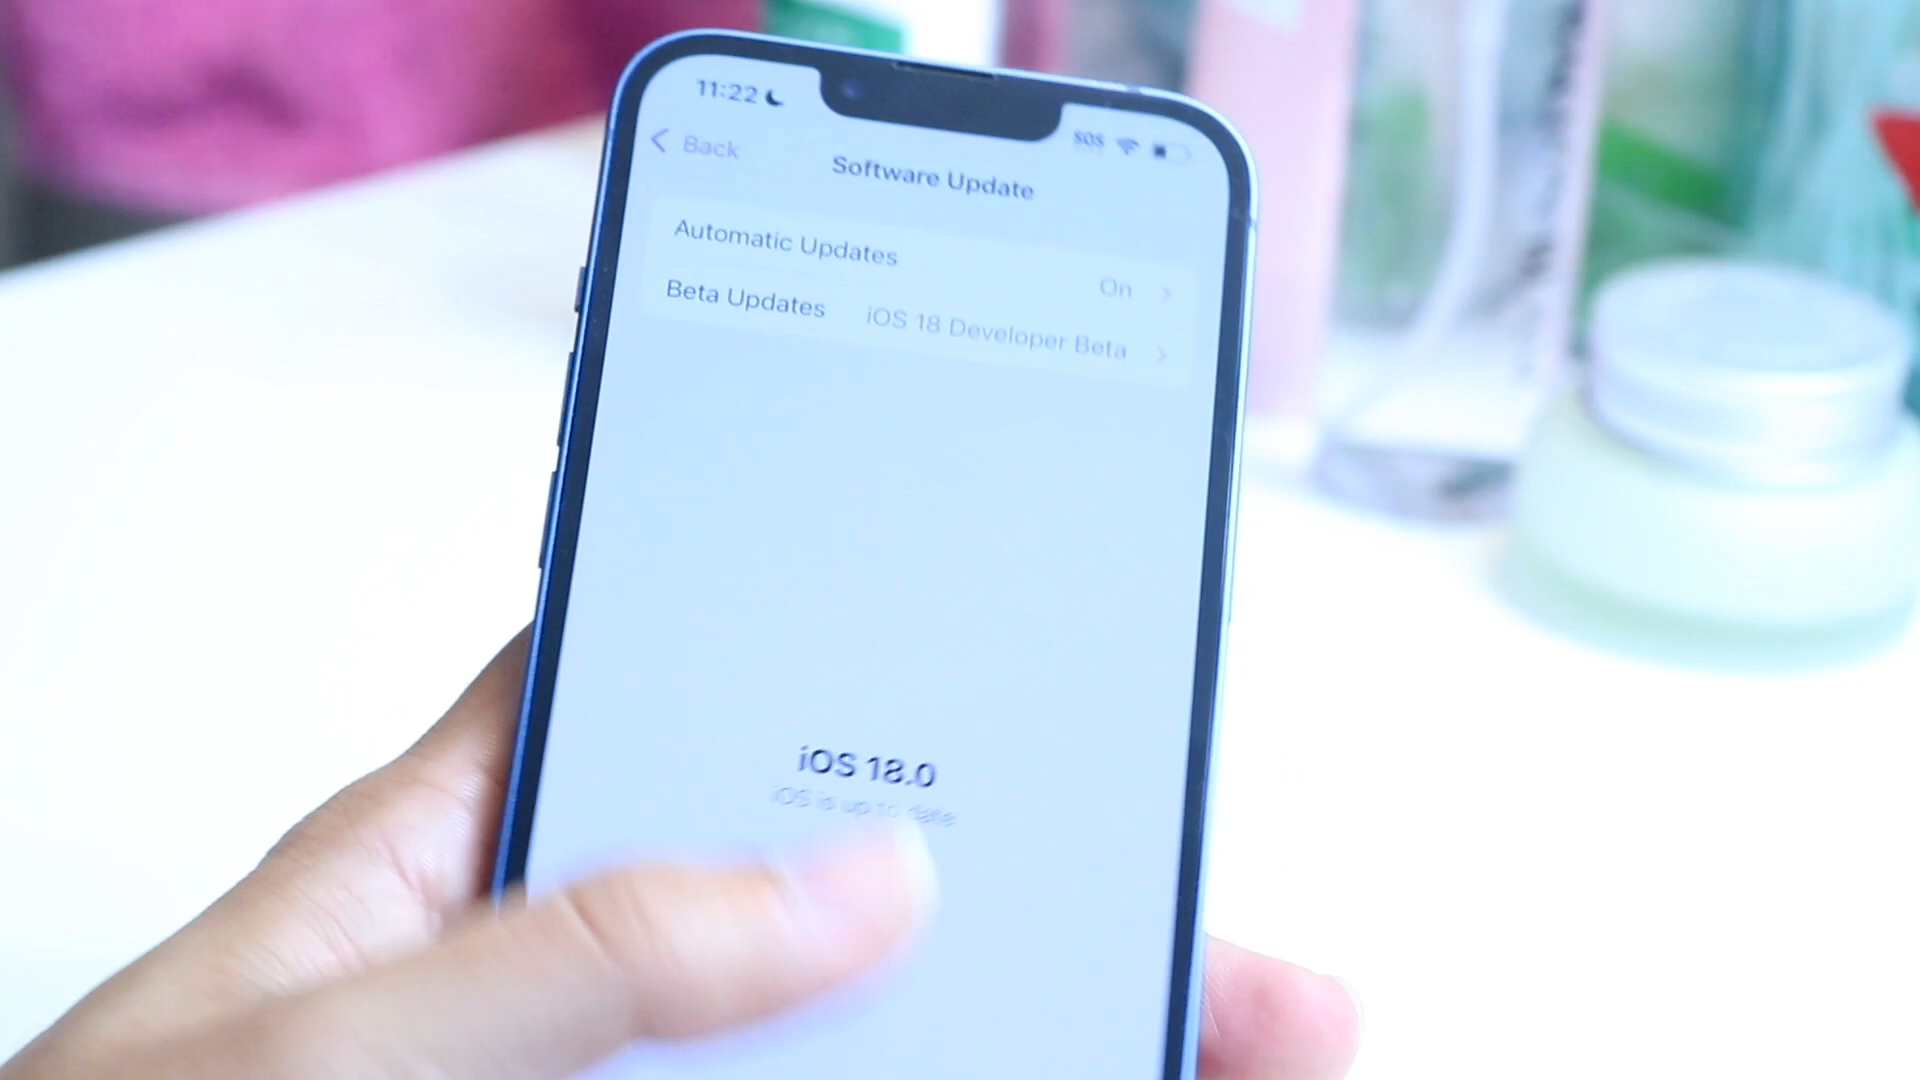 11:22
SOS
Back
Software Update
Automatic Updates On
Beta Updates iOS 18 Developer Beta
iOS 18.0
iOS is up to date